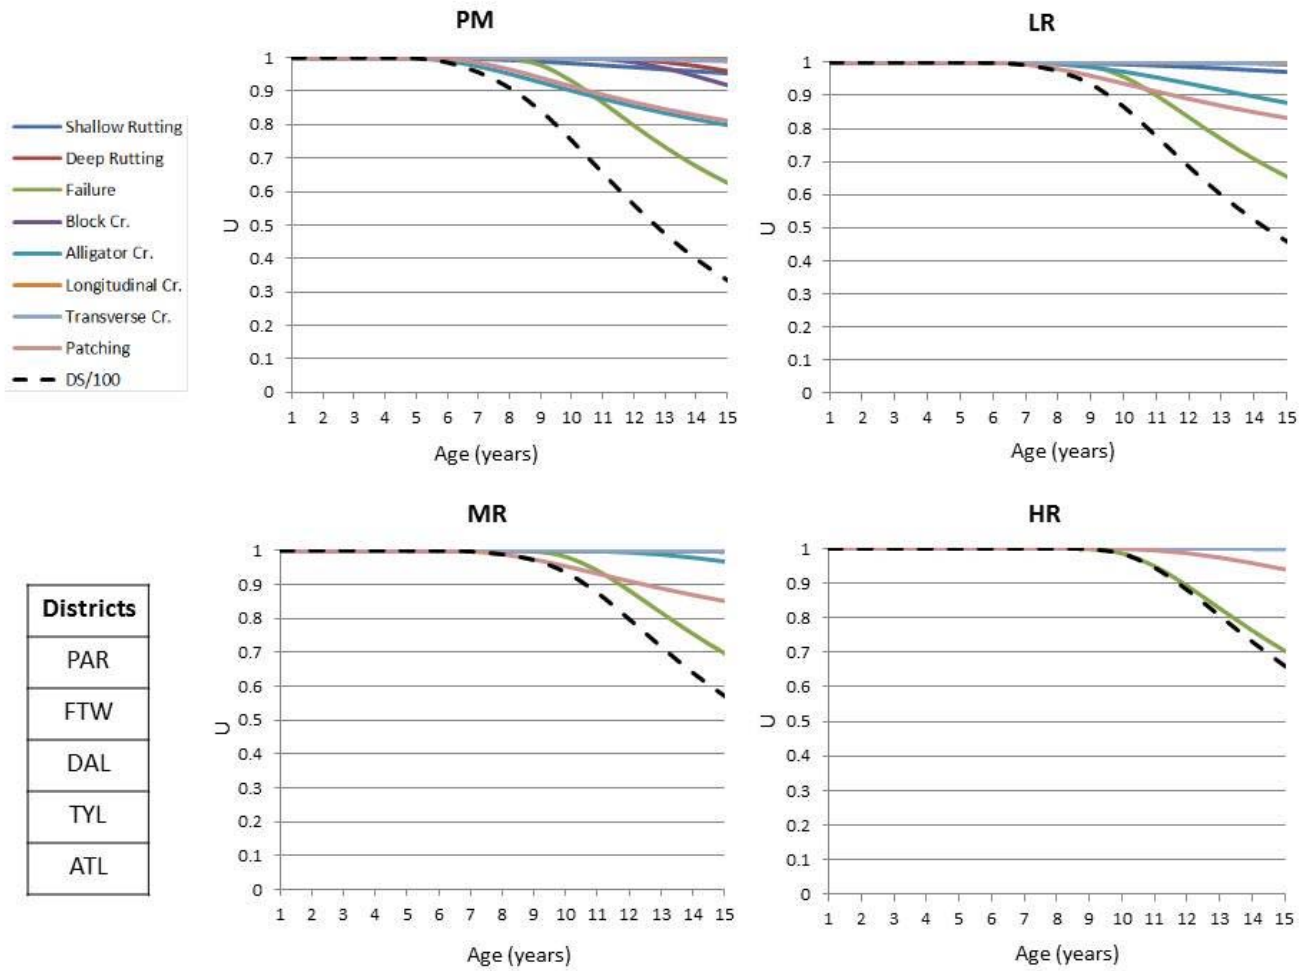 PM
1
0.9
0.8
0.7
0.6
0.5
0.4
0.3
0.2
0.1
0
U
1 2 3 4 5 6 7 8 9 10 11 12 13 14 15
Age (years)
LR
1
0.9
0.8
0.7
0.6
0.5
0.4
0.3
0.2
0.1
0
U
1 2 3 4 5 6 7 8 9 10 11 12 13 14 15
Age (years)
Shallow Rutting
Deep Rutting
Failure
Block Cr.
Alligator Cr.
Longitudinal Cr.
Transverse Cr.
Patching
DS/100
MR
1
0.9
0.8
0.7
0.6
0.5
0.4
0.3
0.2
0.1
0
U
1 2 3 4 5 6 7 8 9 10 11 12 13 14 15
Age (years)
HR
1
0.9
0.8
0.7
0.6
0.5
0.4
0.3
0.2
0.1
0
U
1 2 3 4 5 6 7 8 9 10 11 12 13 14 15
Age (years)
Districts
PAR
FTW
DAL
TYL
ATL